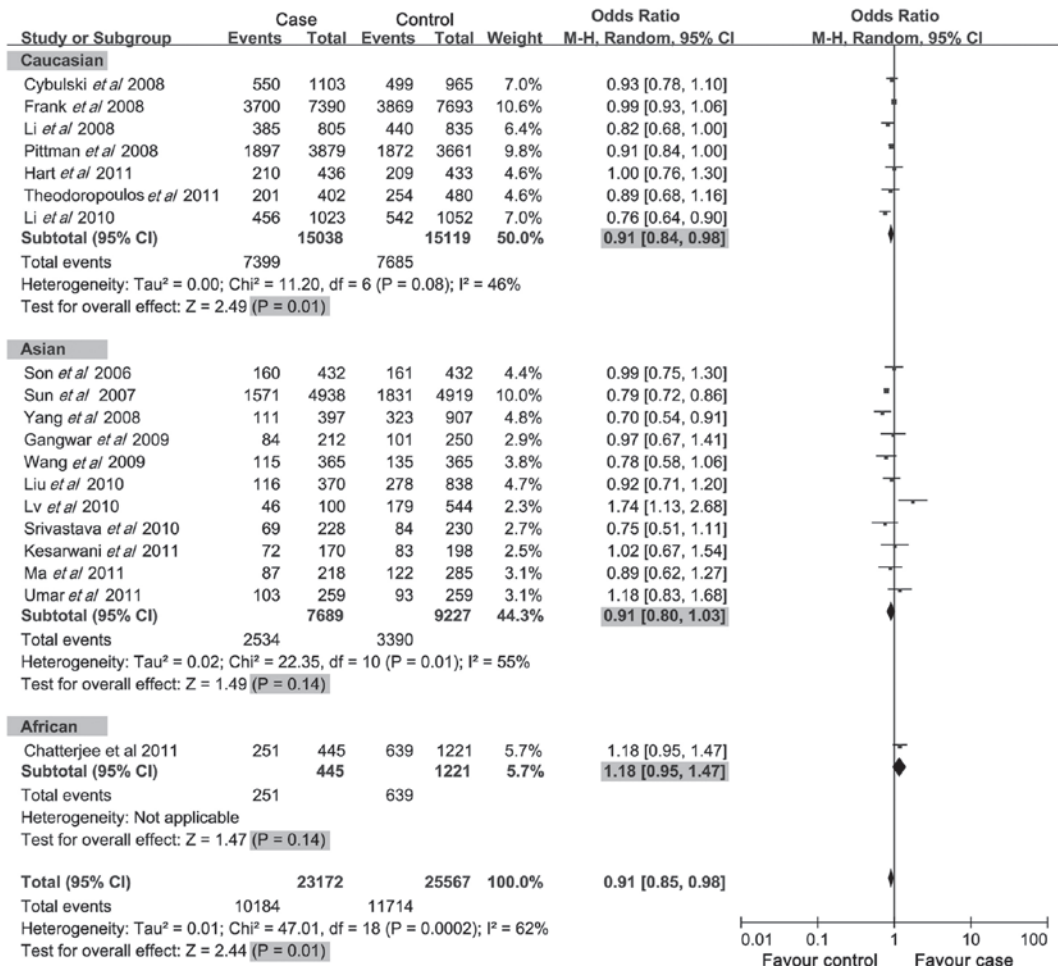 Case Control Odds Ratio Odds Ratio
Study or Subgroup Events Total Events Total Weight M-H, Random, 95% CI M-H, Random, 95% CI
Caucasian
Cybulski et al 2008 550 1103 499 965 7.0% 0.93 [0.78, 1.10]
Frank et al 2008 3700 7390 3869 7693 10.6% 0.99 [0.93, 1.06]
Li et al 2008 385 805 440 835 6.4% 0.82 [0.68, 1.00]
Pittman et al 2008 1897 3879 1872 3661 9.8% 0.91 [0.84, 1.00]
Hart et al 2011 210 436 209 433 4.6% 1.00 [0.76, 1.30]
Theodoropoulos et al 2011 201 402 254 480 4.6% 0.89 [0.68, 1.16]
Li et al 2010 456 1023 542 1052 7.0% 0.76 [0.64, 0.90]
Subtotal (95% CI) 15038 15119 50.0% 0.91 [0.84, 0.98]
Total events 7399 7685
Heterogeneity: Tau² = 0.00; Chi² = 11.20, df = 6 (P = 0.08); I² = 46%
Test for overall effect: Z = 2.49 (P = 0.01)
Asian
Son et al 2006 160 432 161 432 4.4% 0.99 [0.75, 1.30]
Sun et al 2007 1571 4938 1831 4919 10.0% 0.79 [0.72, 0.86]
Yang et al 2008 111 397 323 907 4.8% 0.70 [0.54, 0.91]
Gangwar et al 2009 84 212 101 250 2.9% 0.97 [0.67, 1.41]
Wang et al 2009 115 365 135 365 3.8% 0.78 [0.58, 1.06]
Liu et al 2010 116 370 278 838 4.7% 0.92 [0.71, 1.20]
Lv et al 2010 46 100 179 544 2.3% 1.74 [1.13, 2.68]
Srivastava et al 2010 69 228 84 230 2.7% 0.75 [0.51, 1.11]
Kesarwani et al 2011 72 170 83 198 2.5% 1.02 [0.67, 1.54]
Ma et al 2011 87 218 122 285 3.1% 0.89 [0.62, 1.27]
Umar et al 2011 103 259 93 259 3.1% 1.18 [0.83, 1.68]
Subtotal (95% CI) 7689 9227 44.3% 0.91 [0.80, 1.03]
Total events 2534 3390
Heterogeneity: Tau² = 0.02; Chi² = 22.35, df = 10 (P = 0.01); I² = 55%
Test for overall effect: Z = 1.49 (P = 0.14)
African
Chatterjee et al 2011 251 445 639 1221 5.7% 1.18 [0.95, 1.47]
Subtotal (95% CI) 445 1221 5.7% 1.18 [0.95, 1.47]
Total events 251 639
Heterogeneity: Not applicable
Test for overall effect: Z = 1.47 (P = 0.14)
Total (95% CI) 23172 25567 100.0% 0.91 [0.85, 0.98]
Total events 10184 11714
Heterogeneity: Tau² = 0.01; Chi² = 47.01, df = 18 (P = 0.0002); I² = 62%
Test for overall effect: Z = 2.44 (P = 0.01)
0.01 0.1 1 10 100
Favour control Favour case